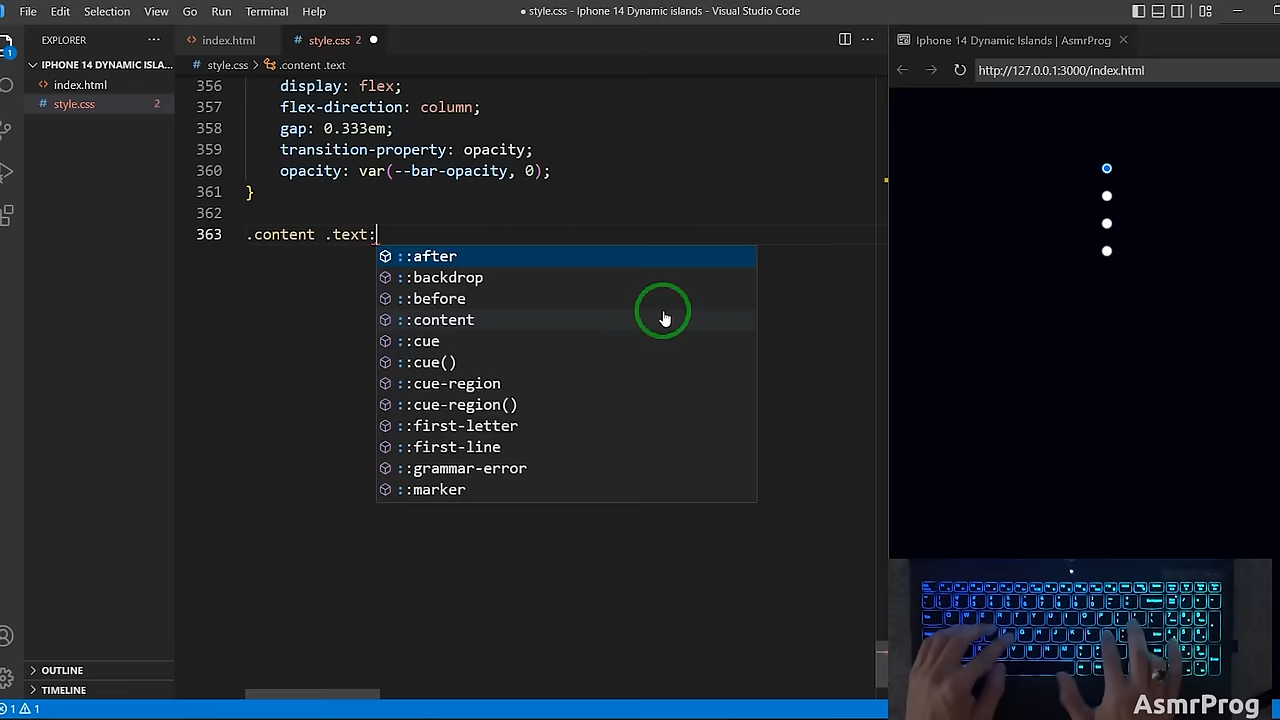 File Edit Selection View Go Run Terminal Help
● style.css - Iphone 14 Dynamic islands - Visual Studio Code
EXPLORER
1
IPHONE 14 DYNAMIC ISLA...
index.html
style.css 2
OUTLINE
TIMELINE
index.html
style.css 2
style.css > .content .text
356 display: flex;
357 flex-direction: column;
358 gap: 0.333em;
359 transition-property: opacity;
360 opacity: var(--bar-opacity, 0);
361 }
362
363 .content .text:
::after
::backdrop
::before
::content
::cue
::cue()
::cue-region
::cue-region()
::first-letter
::first-line
::grammar-error
::marker
Iphone 14 Dynamic Islands | AsmrProg
http://127.0.0.1:3000/index.html
AsmrProg
1 1